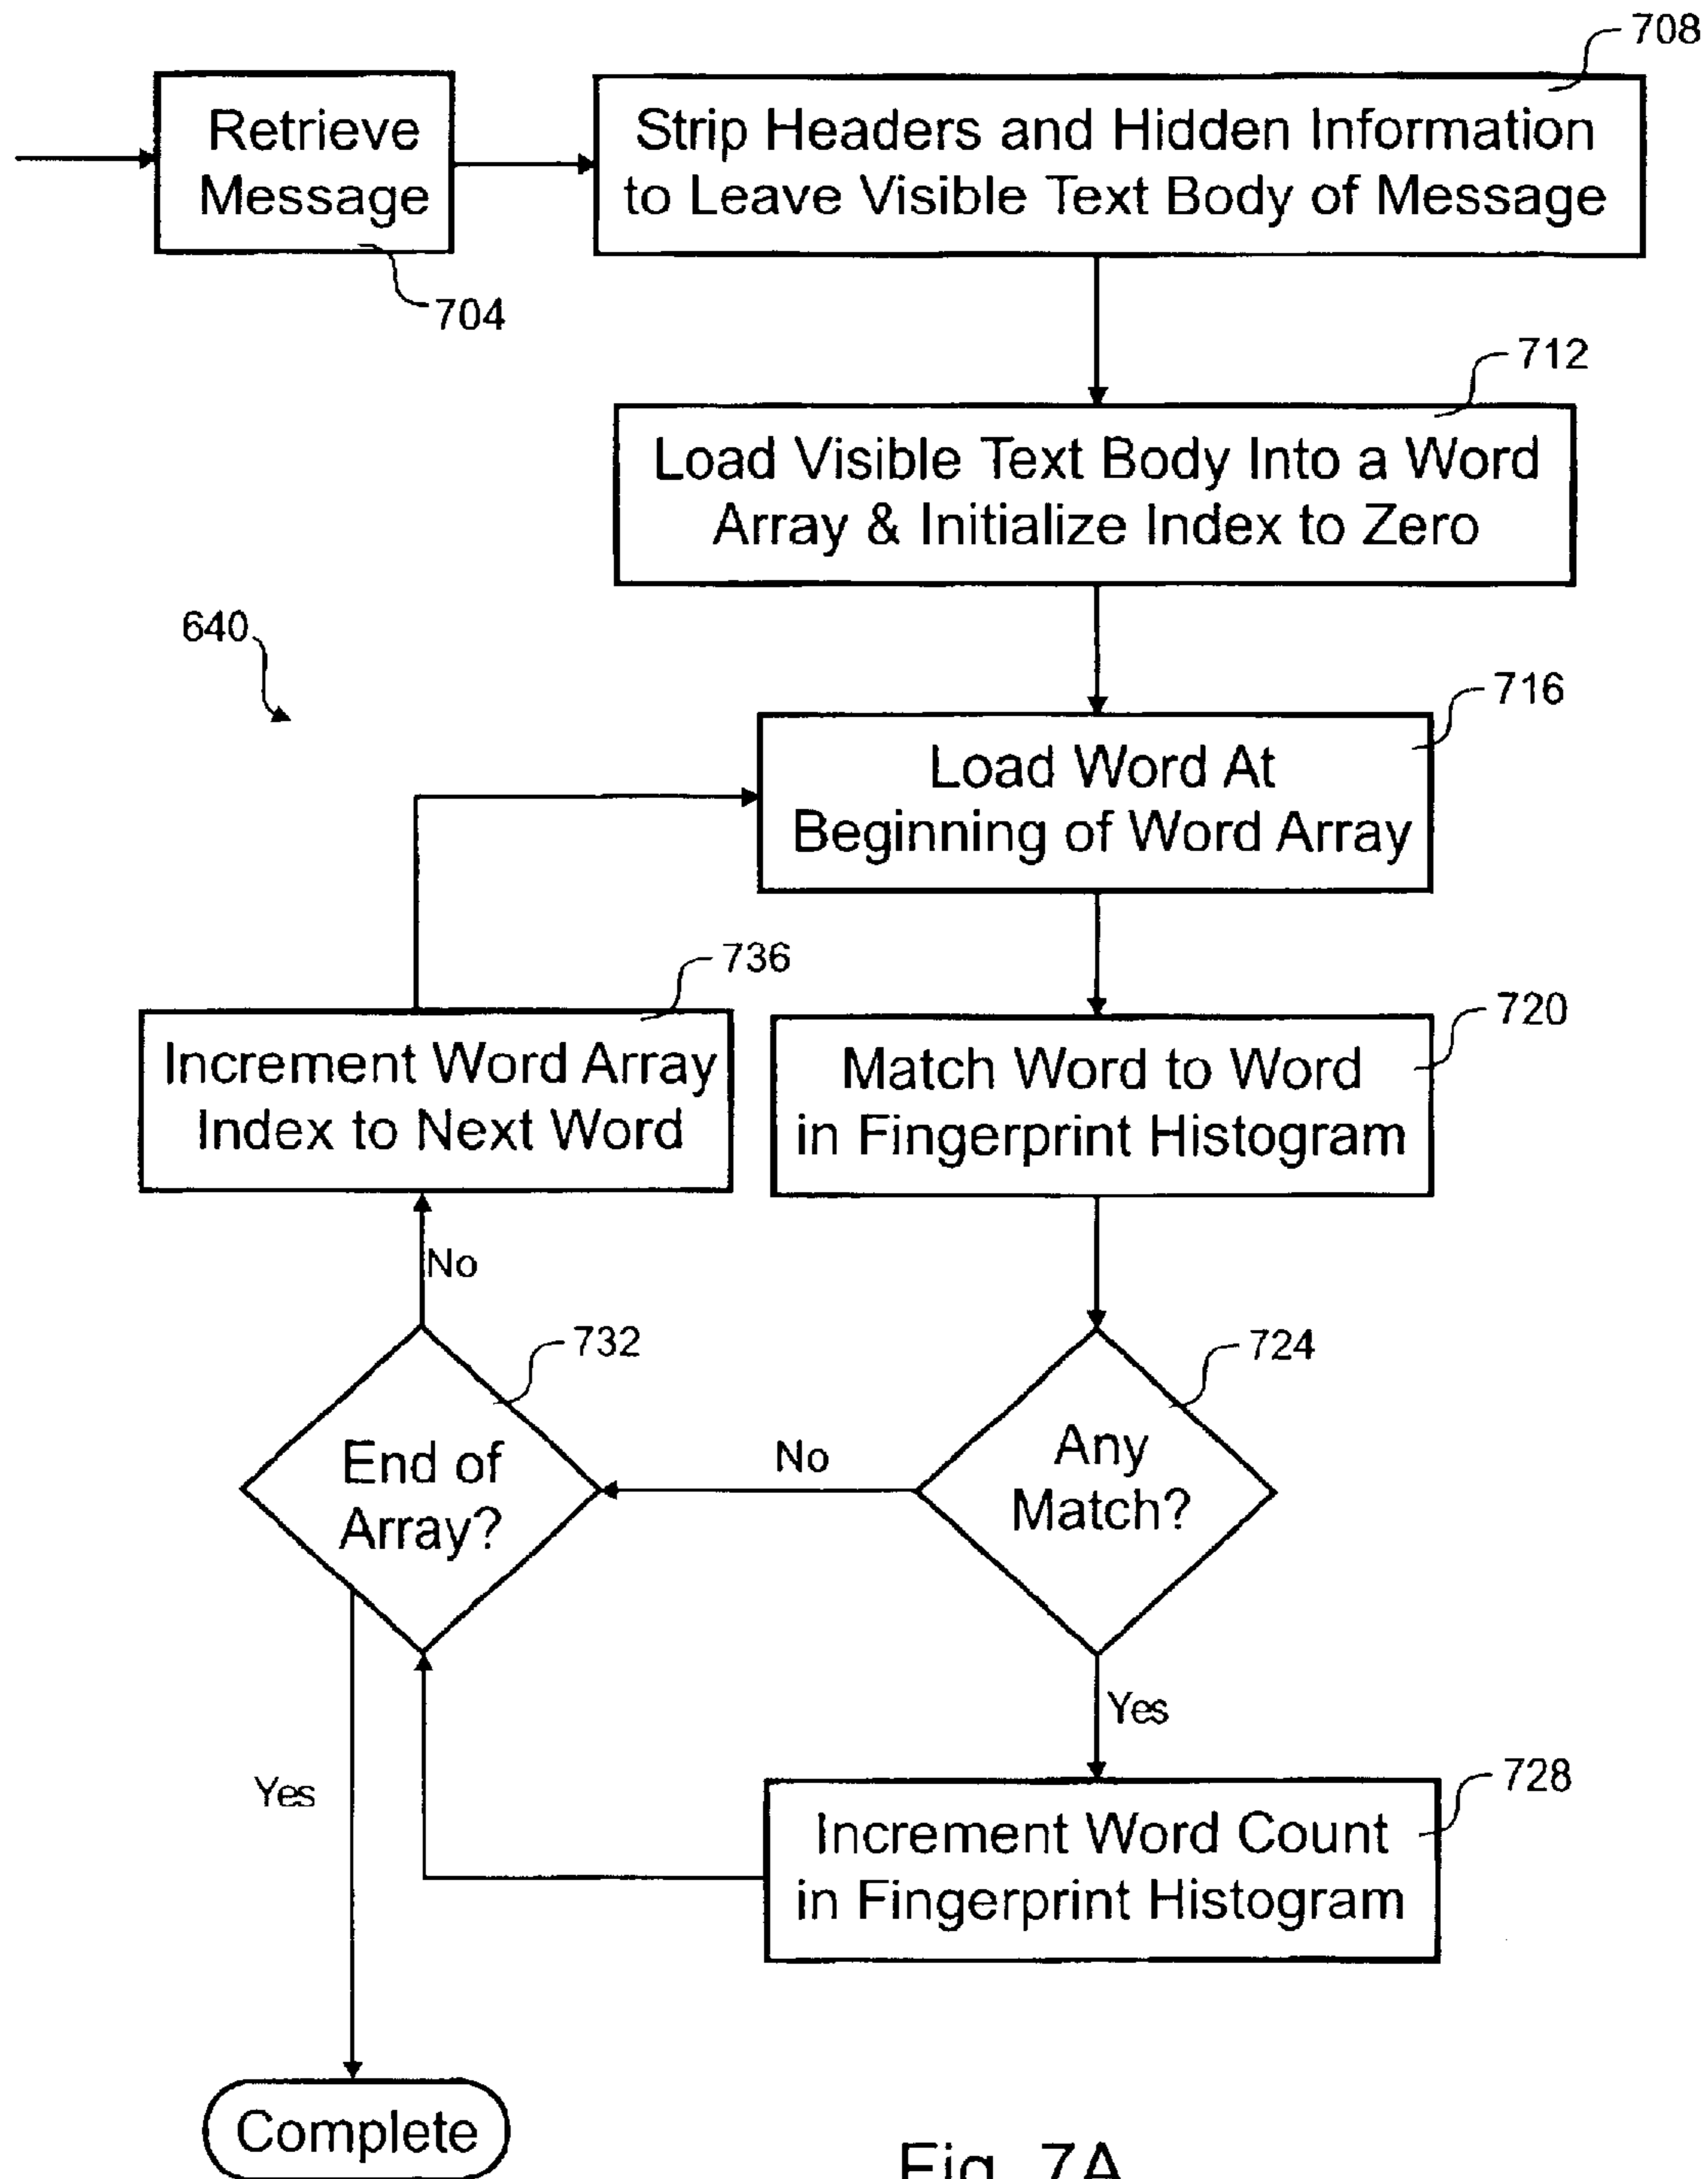 708
Retrieve
Message
704
Strip Headers and Hidden Information
to Leave Visible Text Body of Message
712
Load Visible Text Body Into a Word
Array & Initialize Index to Zero
640
716
Load Word At
Beginning of Word Array
736
Increment Word Array
Index to Next Word
720
Match Word to Word
in Fingerprint Histogram
No
732
End of
Array?
No
724
Any
Match?
Yes
Yes
728
Increment Word Count
in Fingerprint Histogram
Complete
Fig. 7A